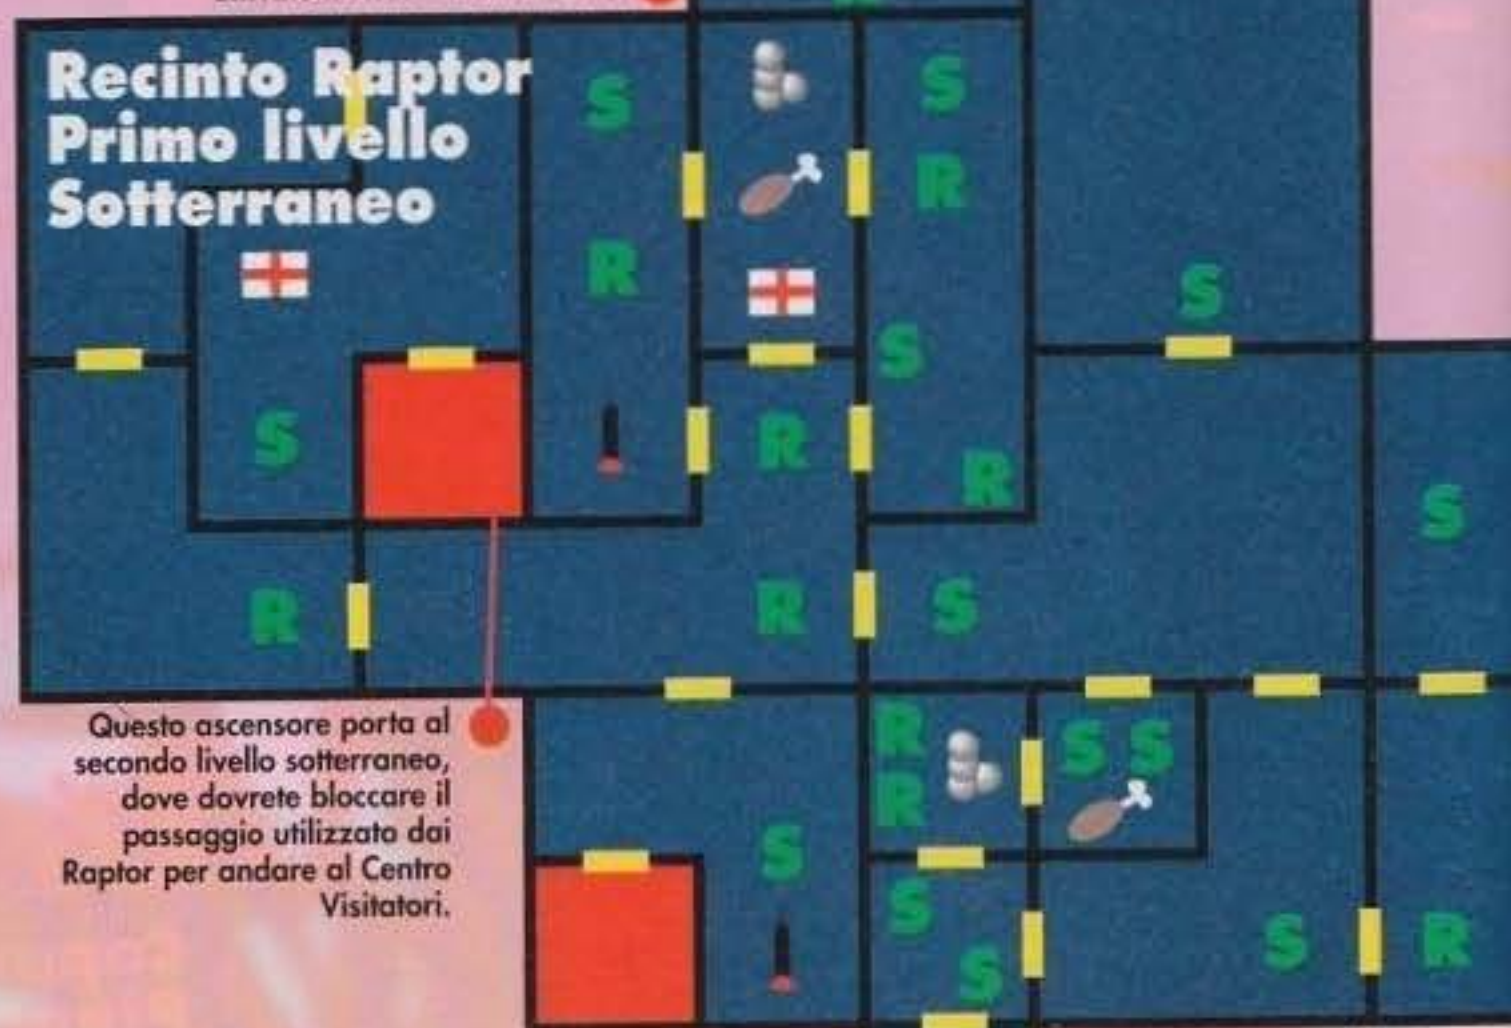 Recinto Raptor
Primo livello
Sotterraneo
S
S
R
R
S
S
S
R
R
S
R
R
S
Questo ascensore porta al
secondo livello sotterraneo,
dove dovrete bloccare il
passaggio utilizzato dai
Raptor per andare al Centro
Visitatori.
R
S S
R
S
S
S
R
S